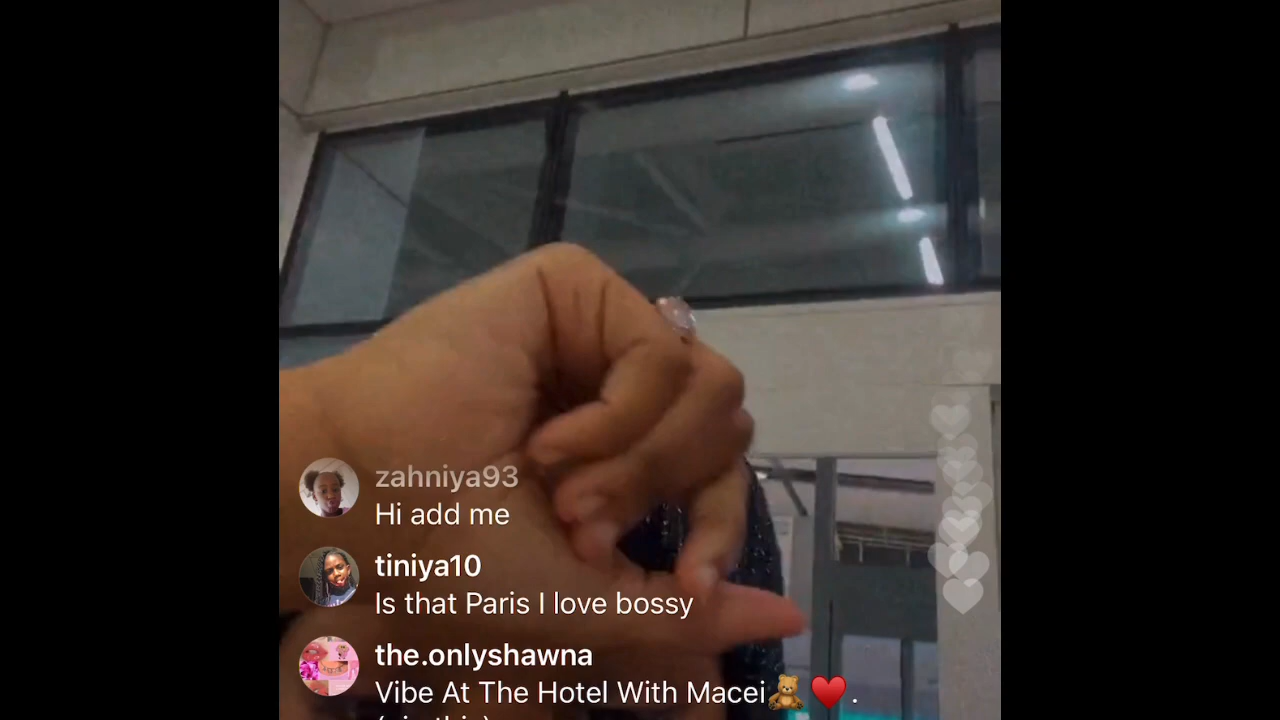 zahniya93
Hi add me
tiniya10
Is that Paris I love bossy
the.onlyshawna
Vibe At The Hotel With Macei🧸♥️.